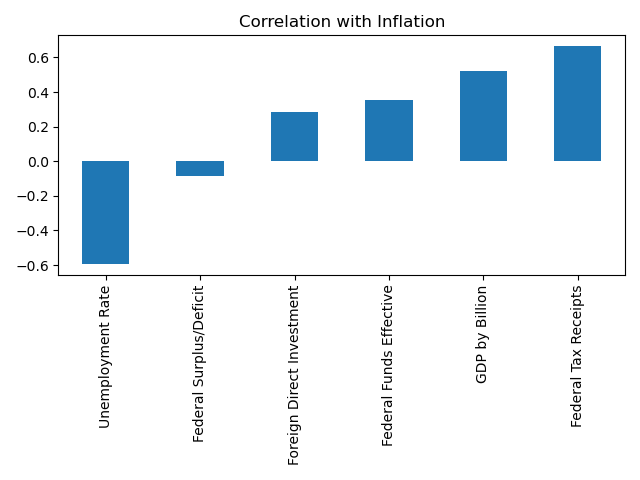 Correlation with Inflation
0.6
0.4
0.2
0.0
−0.2
−0.4
−0.6
Unemployment Rate
Federal Surplus/Deficit
Foreign Direct Investment
Federal Funds Effective
GDP by Billion
Federal Tax Receipts